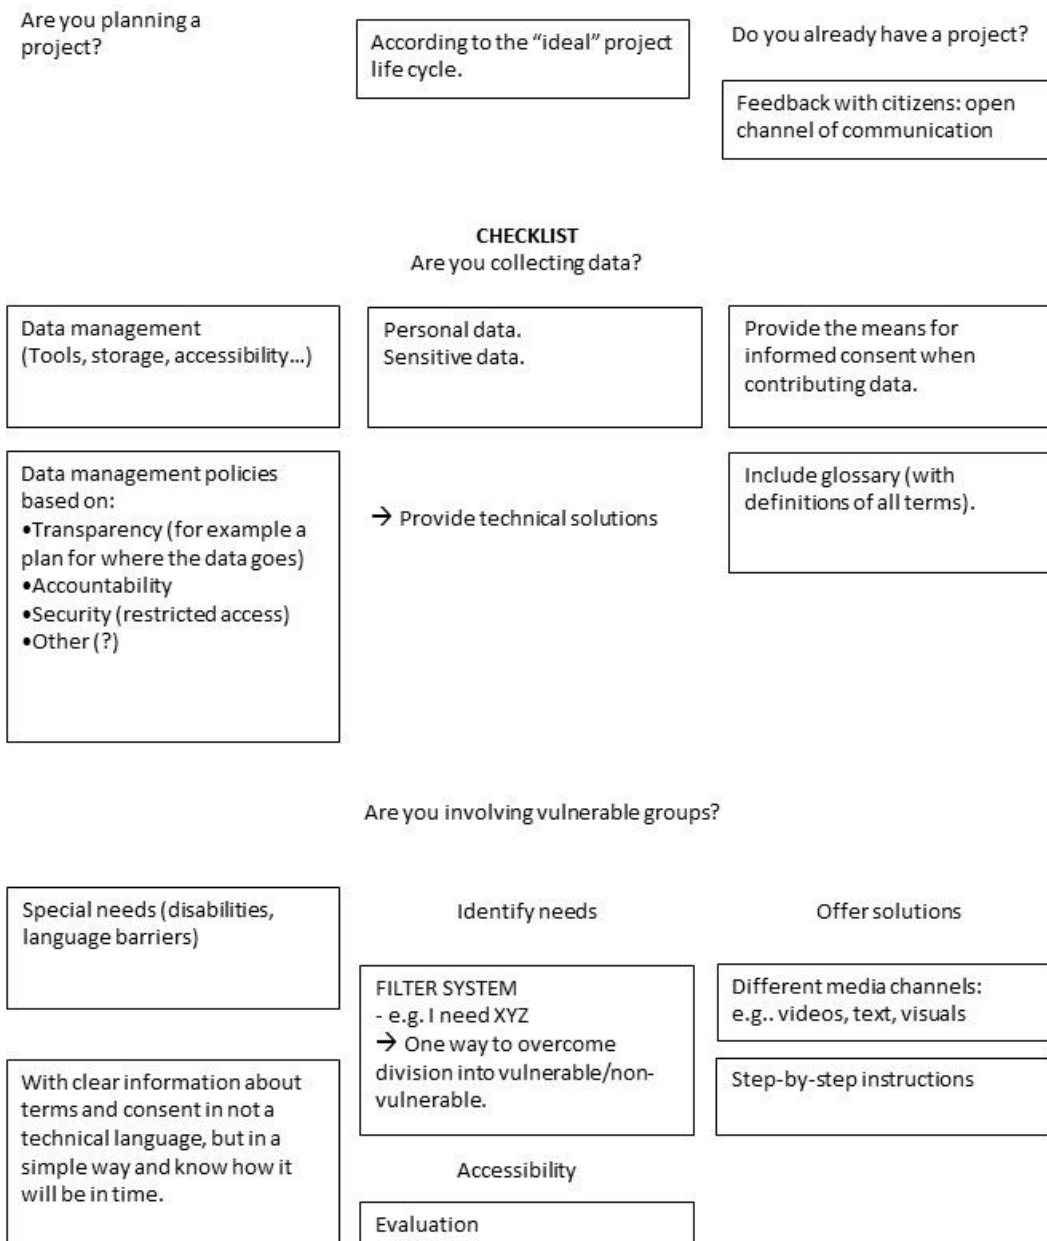 Are you planning a
project?
According to the “ideal” project
life cycle.
Do you already have a project?
Feedback with citizens: open
channel of communication
CHECKLIST
Are you collecting data?
Data management
(Tools, storage, accessibility...)
Personal data.
Sensitive data.
Provide the means for
informed consent when
contributing data.
Data management policies
based on:
•Transparency (for example a
plan for where the data goes)
•Accountability
•Security (restricted access)
•Other (?)
→ Provide technical solutions
Include glossary (with
definitions of all terms).
Are you involving vulnerable groups?
Special needs (disabilities,
language barriers)
Identify needs
Offer solutions
FILTER SYSTEM
- e.g. I need XYZ
→ One way to overcome
division into vulnerable/non-
vulnerable.
Different media channels:
e.g.. videos, text, visuals
Step-by-step instructions
With clear information about
terms and consent in not a
technical language, but in a
simple way and know how it
will be in time.
Accessibility
Evaluation